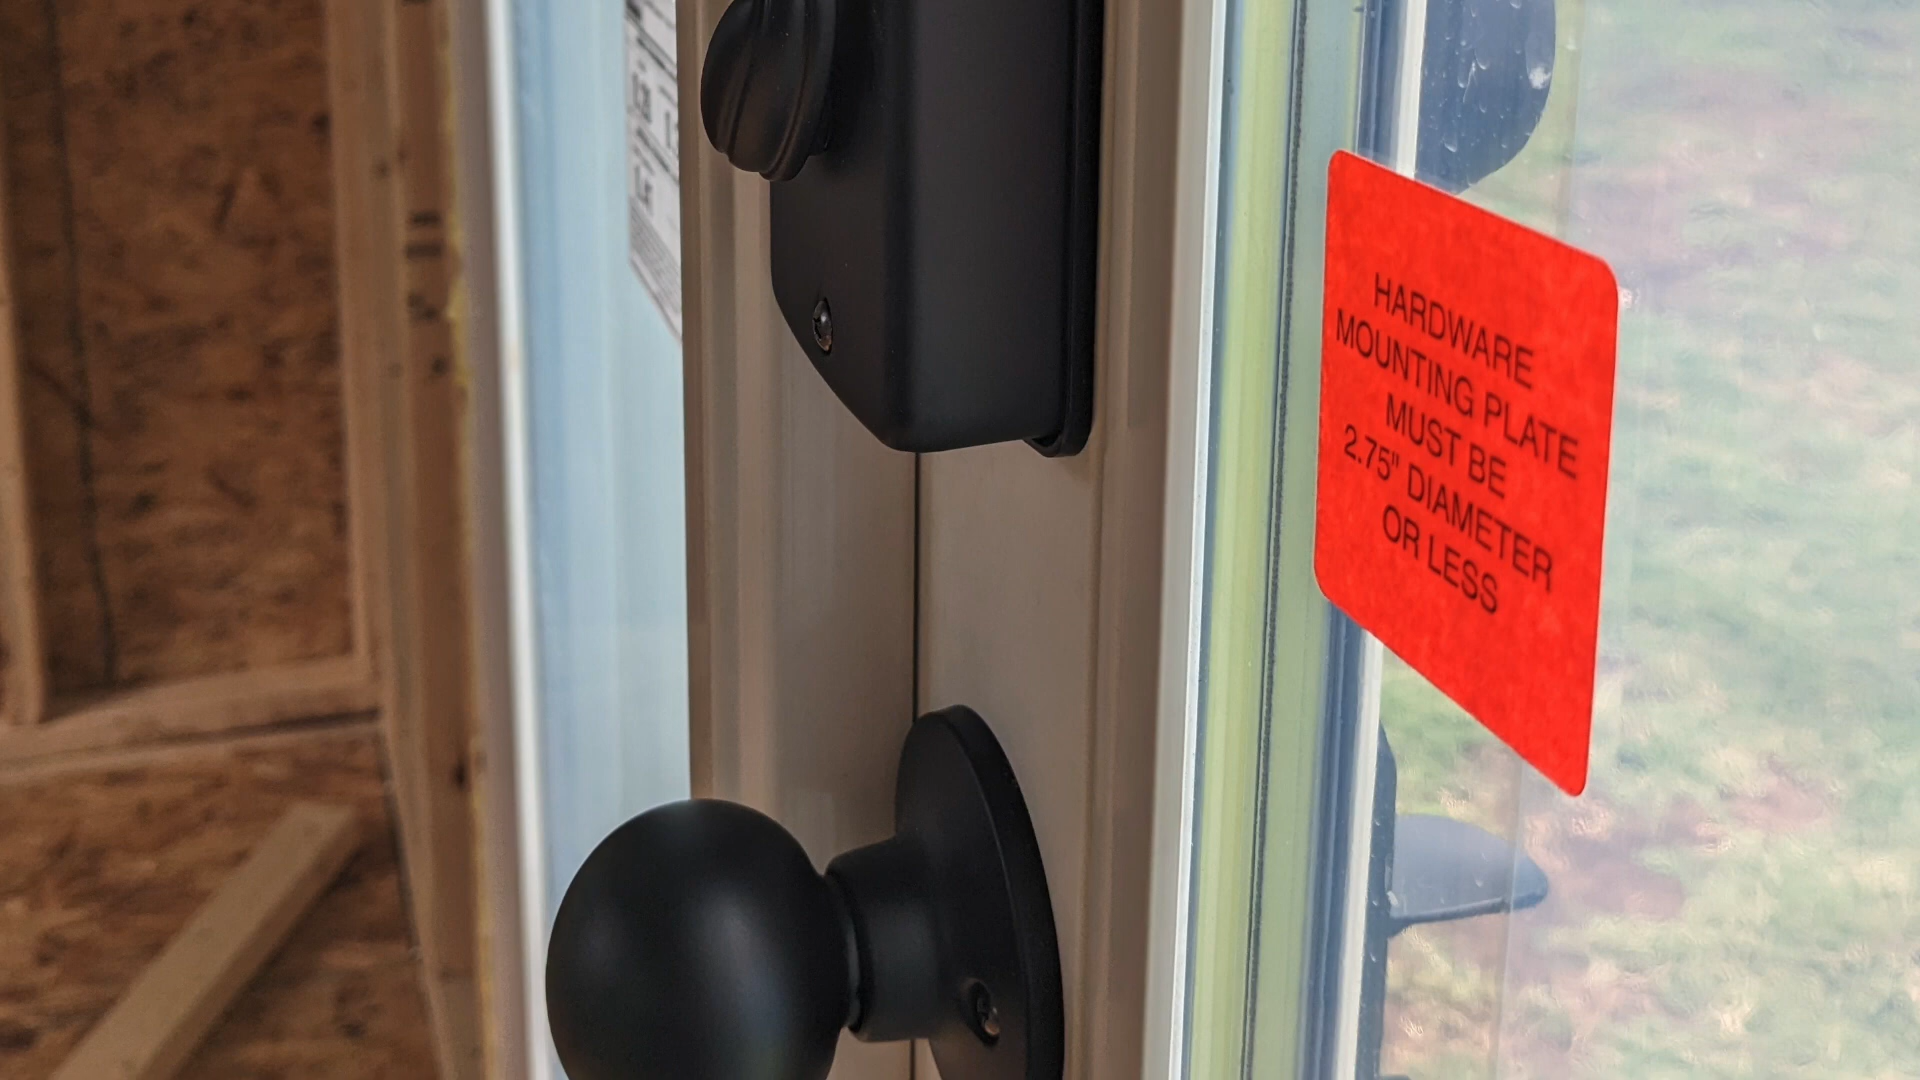 HARDWARE
MOUNTING PLATE
MUST BE
2.75" DIAMETER
OR LESS